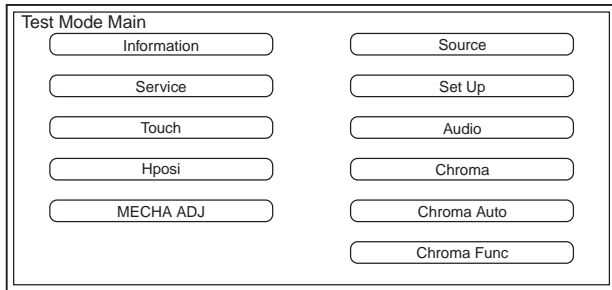 Test Mode Main
Information
Source
Service
Set Up
Touch
Audio
Hposi
Chroma
MECHA ADJ
Chroma Auto
Chroma Func